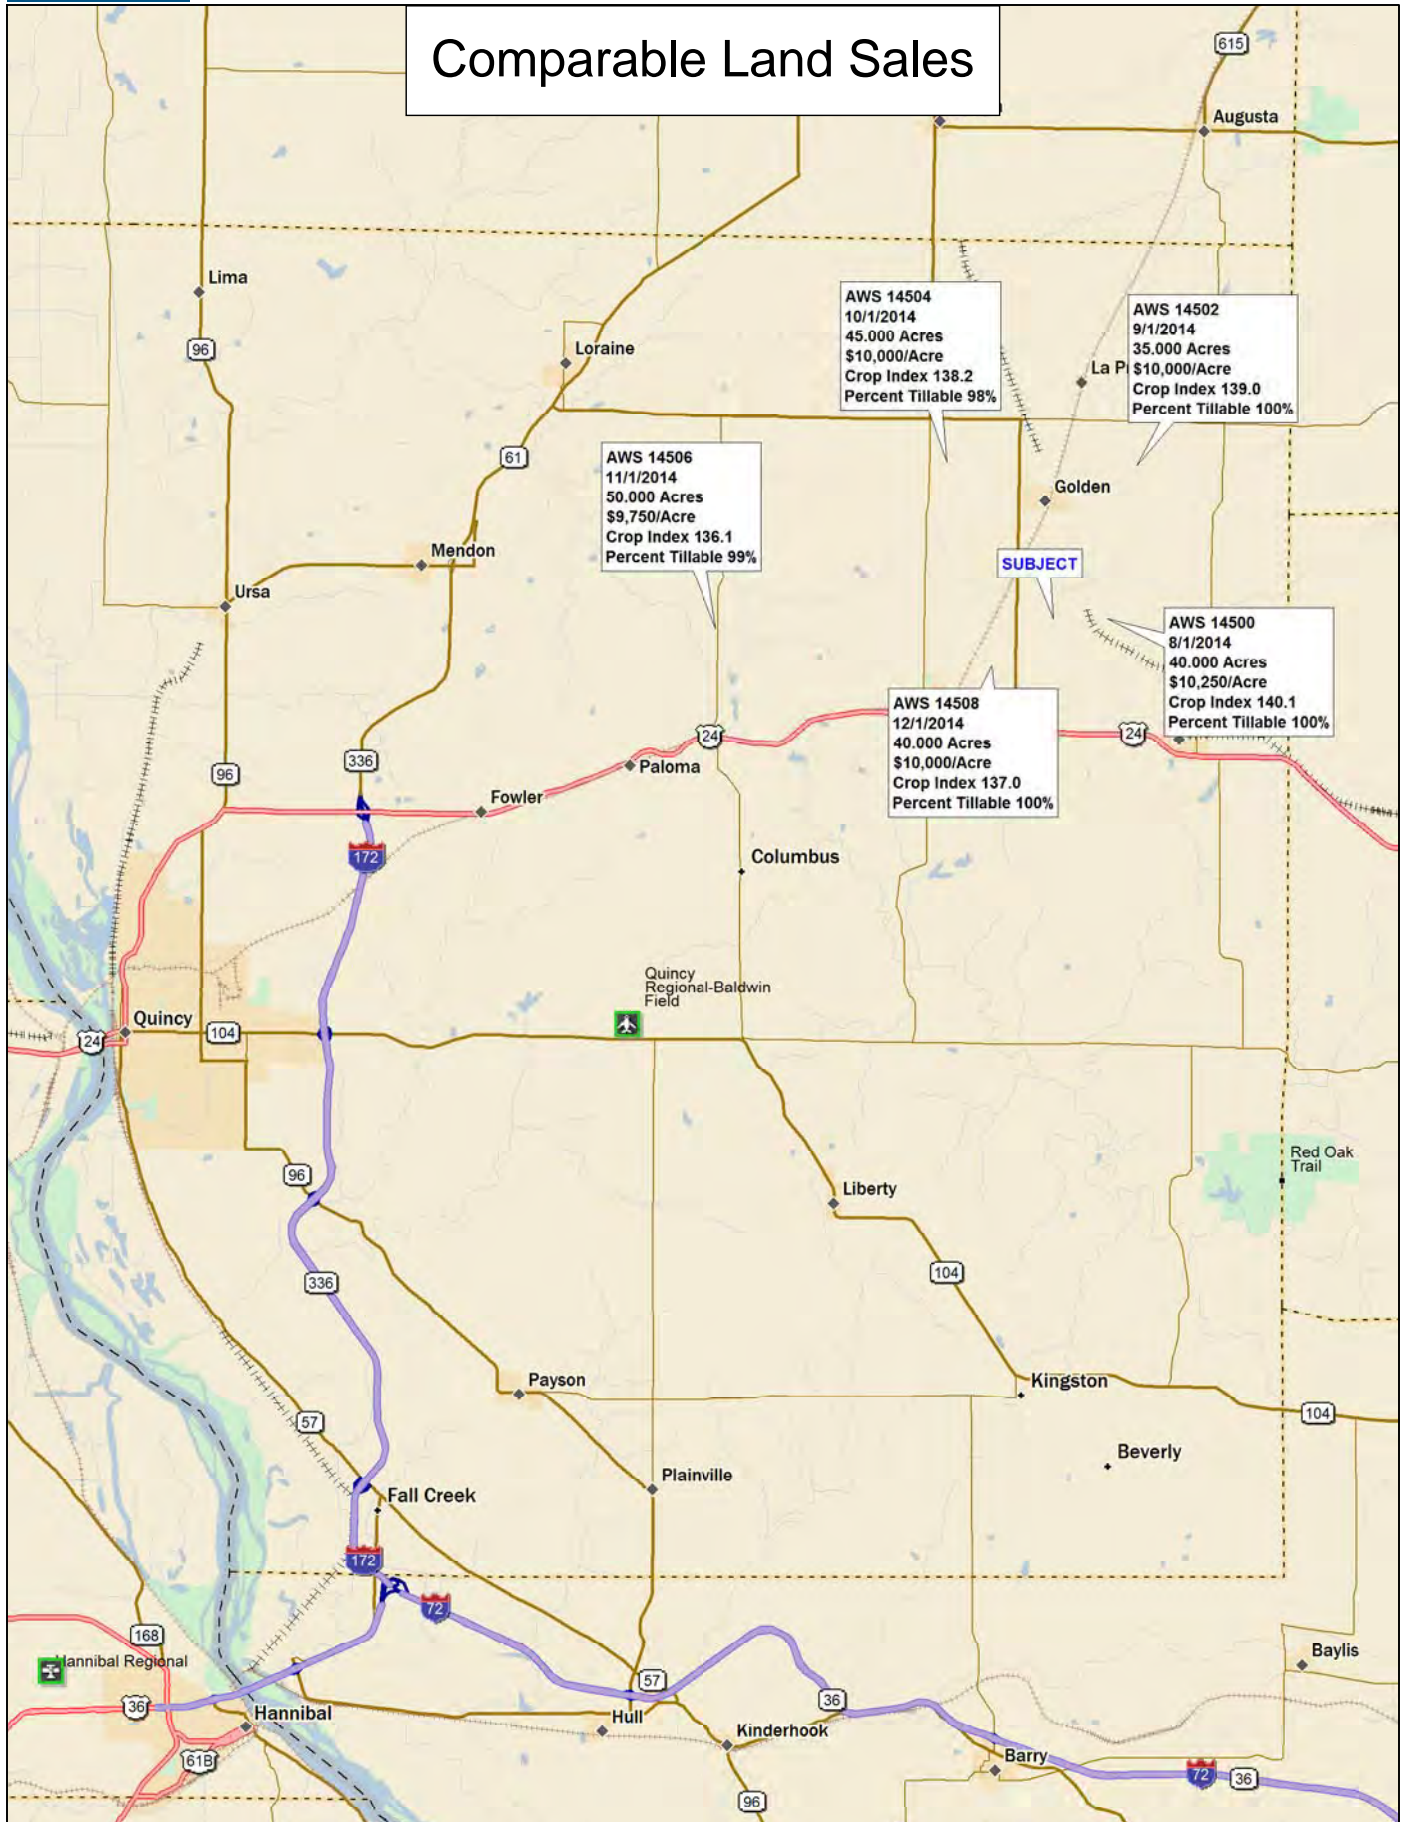 Comparable Land Sales
615
Augusta
Lima
96
Loraine
AWS 14504
10/1/2014
45.000 Acres
$10,000/Acre
Crop Index 138.2
Percent Tillable 98%
AWS 14502
9/1/2014
35.000 Acres
$10,000/Acre
Crop Index 139.0
Percent Tillable 100%
La P
61
AWS 14506
11/1/2014
50.000 Acres
$9,750/Acre
Crop Index 136.1
Percent Tillable 99%
Golden
Mendon
SUBJECT
Ursa
AWS 14500
8/1/2014
40.000 Acres
$10,250/Acre
Crop Index 140.1
Percent Tillable 100%
AWS 14508
12/1/2014
40.000 Acres
$10,000/Acre
Crop Index 137.0
Percent Tillable 100%
24
24
96
336
Paloma
Fowler
172
Columbus
Quincy
Regional-Baldwin
Field
Quincy
24
104
Red Oak
Trail
96
Liberty
336
104
Payson
Kingston
57
104
Beverly
Plainville
Fall Creek
172
72
168
Hannibal Regional
Baylis
57
36
36
Hannibal
Hull
Kinderhook
61B
Barry
72
36
96